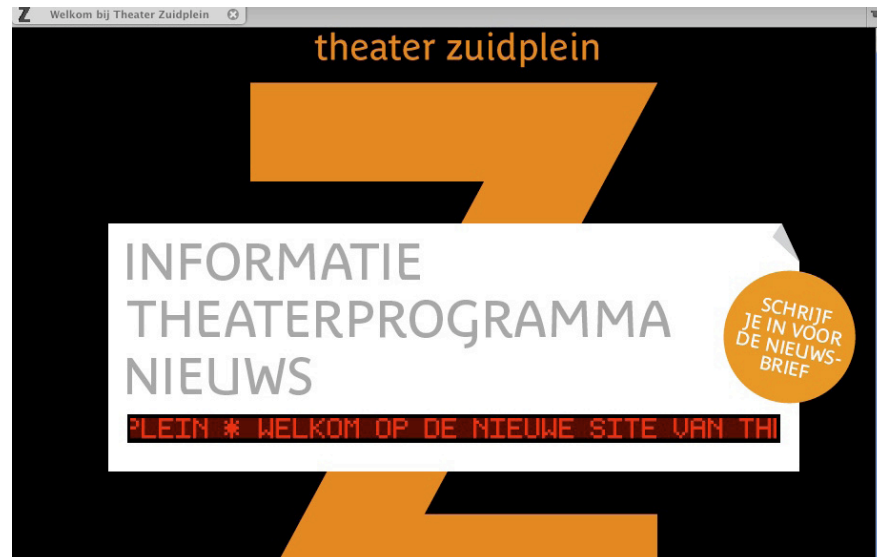 Z Welkom bij Theater Zuidplein
theater zuidplein
Z
INFORMATIE
THEATERPROGRAMMA
NIEUWS
SCHRIJF
JE IN VOOR
DE NIEUWS-
BRIEF
PLEIN * WELKOM OP DE NIEUWE SITE VAN TH